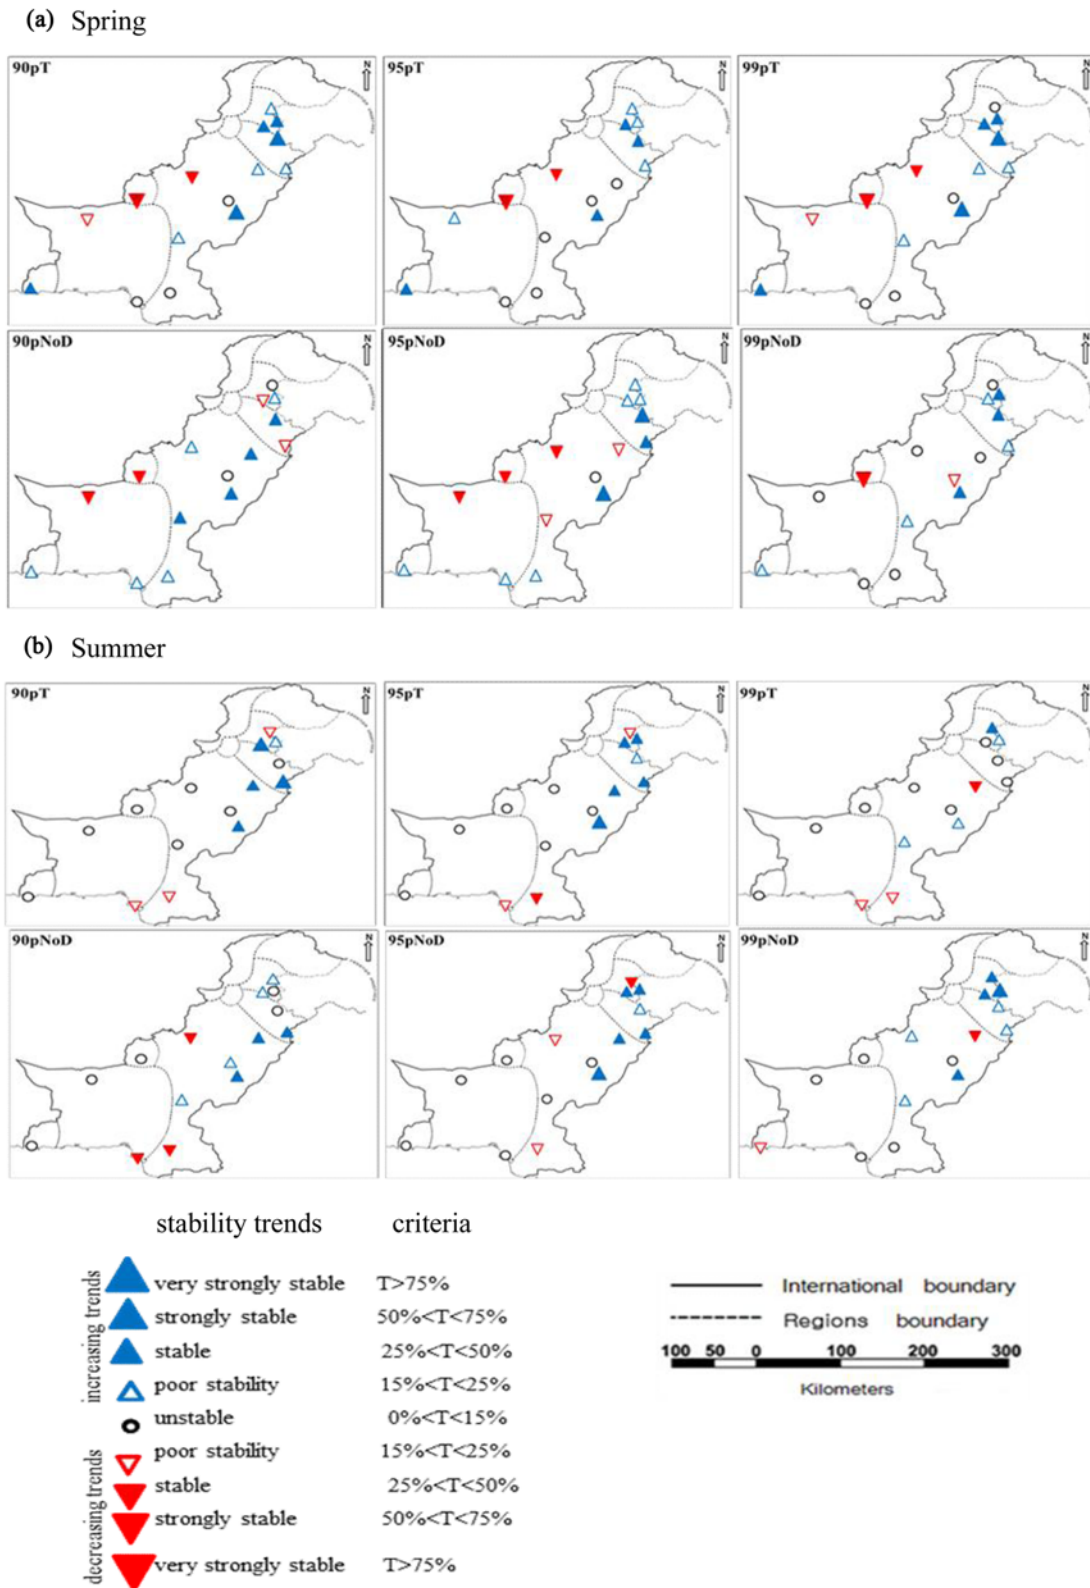 (a) Spring
90pT N
95pT N
99pT N
90pNoD N
95pNoD N
99pNoD N
(b) Summer
90pT N
95pT N
99pT N
90pNoD N
95pNoD N
99pNoD N
stability trends criteria
increasing trends
very strongly stable T>75%
strongly stable 50%<T<75%
stable 25%<T<50%
poor stability 15%<T<25%
unstable 0%<T<15%
decreasing trends
poor stability 15%<T<25%
stable 25%<T<50%
strongly stable 50%<T<75%
very strongly stable T>75%
International boundary
Regions boundary
100 50 0 100 200 300
Kilometers